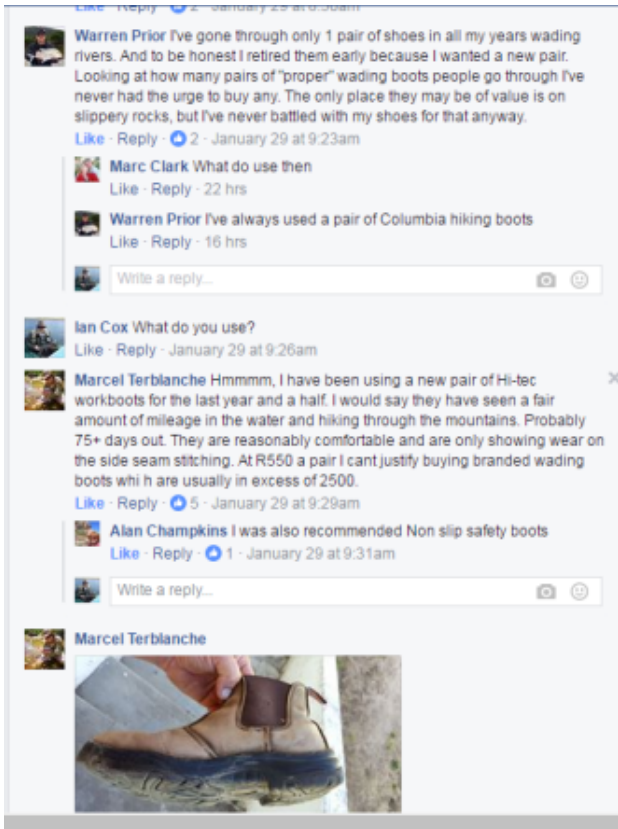 Like · Reply · 2 · January 29 at 6:50am
Warren Prior I've gone through only 1 pair of shoes in all my years wading
rivers. And to be honest I retired them early because I wanted a new pair.
Looking at how many pairs of "proper" wading boots people go through I've
never had the urge to buy any. The only place they may be of value is on
slippery rocks, but I've never battled with my shoes for that anyway.
Like · Reply · 2 · January 29 at 9:23am
Marc Clark What do use then
Like · Reply · 22 hrs
Warren Prior I've always used a pair of Columbia hiking boots
Like · Reply · 16 hrs
Write a reply...
Ian Cox What do you use?
Like · Reply · January 29 at 9:26am
Marcel Terblanche Hmmmm, I have been using a new pair of Hi-tec
workboots for the last year and a half. I would say they have seen a fair
amount of mileage in the water and hiking through the mountains. Probably
75+ days out. They are reasonably comfortable and are only showing wear on
the side seam stitching. At R550 a pair I cant justify buying branded wading
boots whi h are usually in excess of 2500.
Like · Reply · 5 · January 29 at 9:29am
Alan Champkins I was also recommended Non slip safety boots
Like · Reply · 1 · January 29 at 9:31am
Write a reply...
Marcel Terblanche